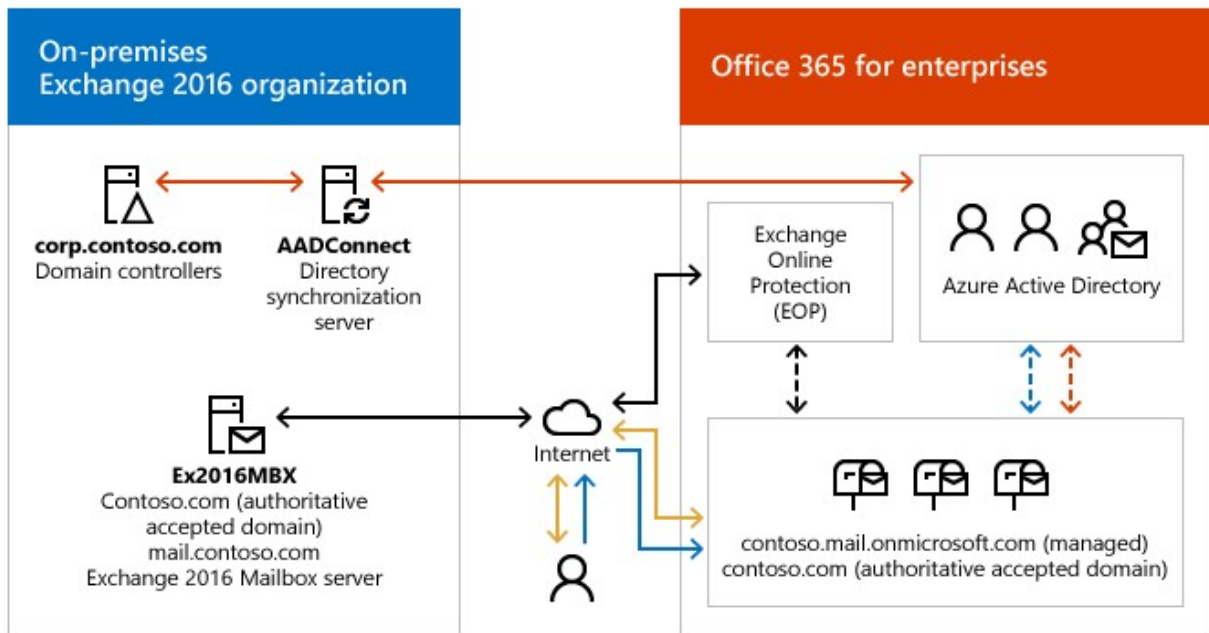 On-premises
Exchange 2016 organization
Office 365 for enterprises
corp.contoso.com
Domain controllers
AADConnect
Directory
synchronization
server
Exchange
Online
Protection
(EOP)
Azure Active Directory
Internet
Ex2016MBX
Contoso.com (authoritative
accepted domain)
mail.contoso.com
Exchange 2016 Mailbox server
contoso.mail.onmicrosoft.com (managed)
contoso.com (authoritative accepted domain)